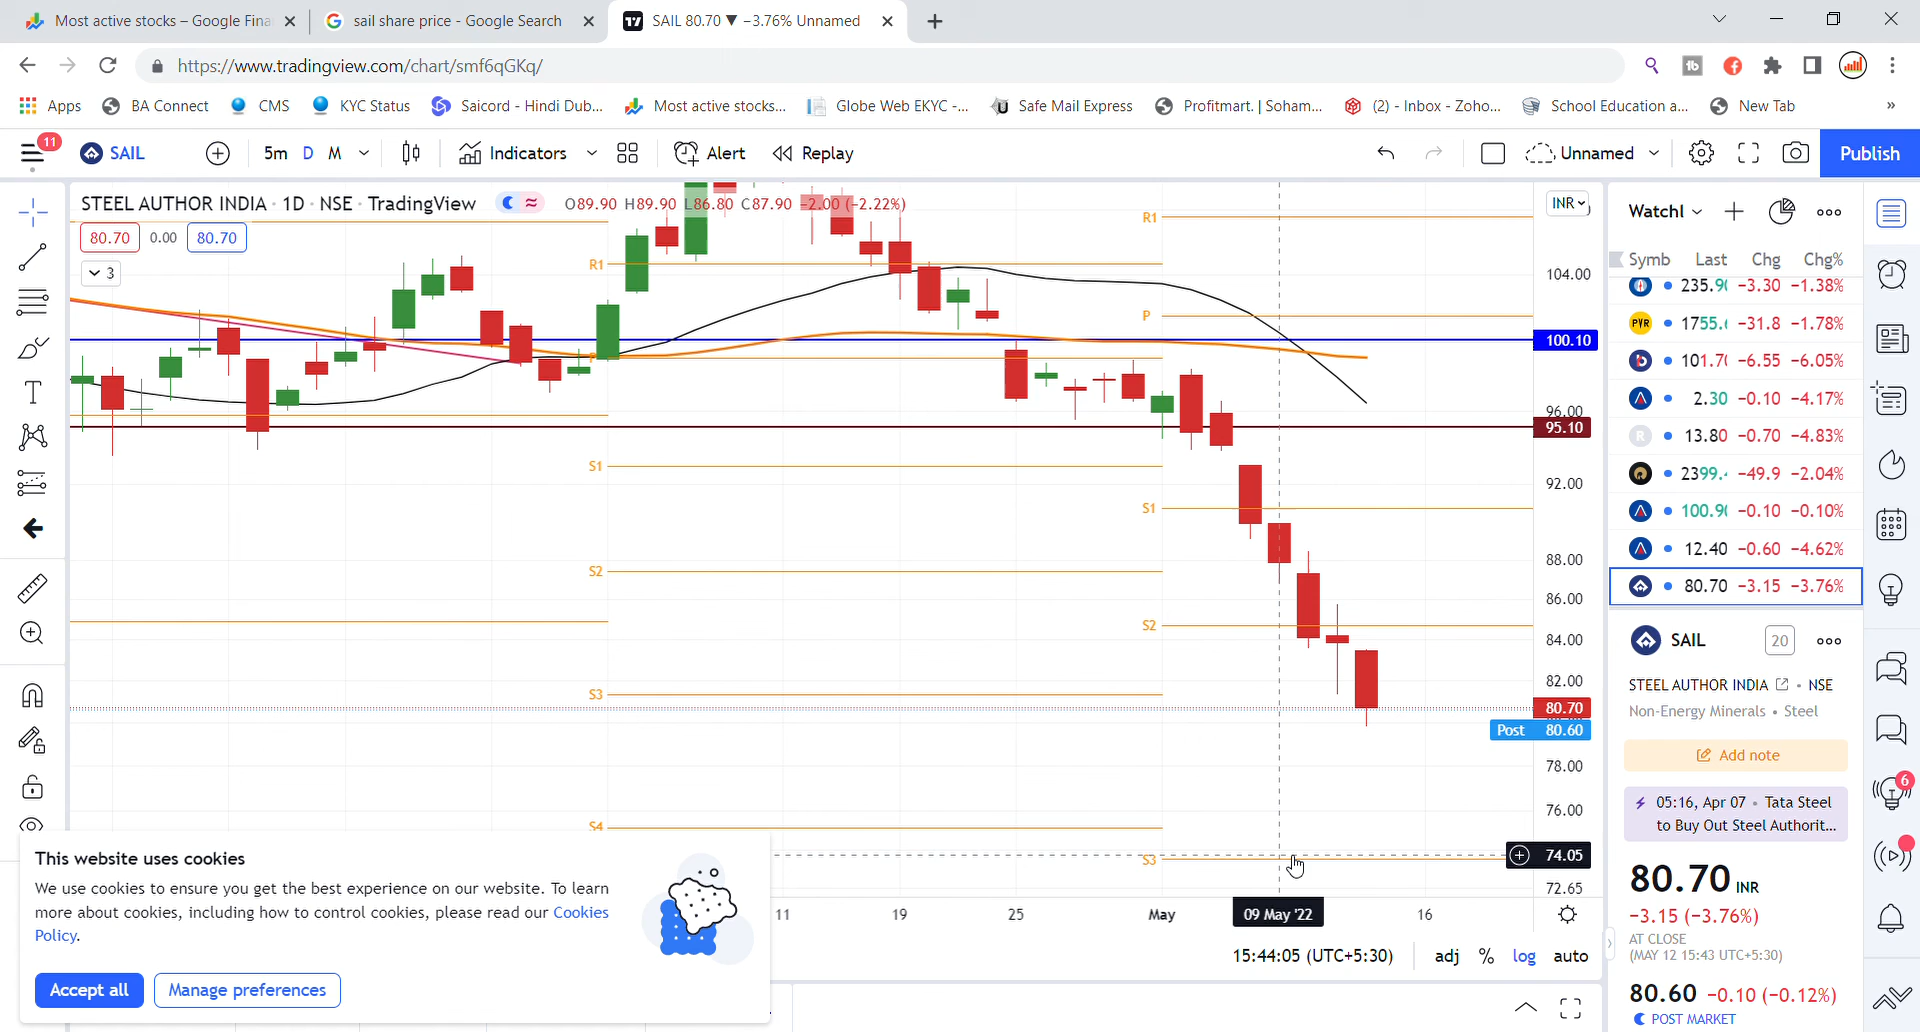 Most active stocks – Google Fina
sail share price - Google Search
SAIL 80.70 ▼ −3.76% Unnamed
https://www.tradingview.com/chart/smf6qGKq/
Apps
BA Connect
CMS
KYC Status
Saicord - Hindi Dub...
Most active stocks...
Globe Web EKYC -...
Safe Mail Express
Profitmart. | Soham...
(2) - Inbox - Zoho...
School Education a...
New Tab
»
11
SAIL
5m D M
Indicators
Alert
Replay
Unnamed
Publish
STEEL AUTHOR INDIA · 1D · NSE · TradingView
O89.90 H89.90 L86.80 C87.90 −2.00 (−2.22%)
80.70 0.00 80.70
3
R1
S1
S2
S3
S4
R1
P
S1
S2
S3
INR
104.00
100.10
96.00
95.10
92.00
88.00
86.00
84.00
82.00
80.70
Post 80.60
78.00
76.00
74.05
72.65
11 19 25 May 09 May '22 16
15:44:05 (UTC+5:30) adj % log auto
This website uses cookies
We use cookies to ensure you get the best experience on our website. To learn
more about cookies, including how to control cookies, please read our Cookies
Policy.
Accept all
Manage preferences
Watchl
Symb Last Chg Chg%
235.90 −3.30 −1.38%
PVR 1755.6 −31.8 −1.78%
101.70 −6.55 −6.05%
2.30 −0.10 −4.17%
R 13.80 −0.70 −4.83%
2399.4 −49.9 −2.04%
100.90 −0.10 −0.10%
12.40 −0.60 −4.62%
80.70 −3.15 −3.76%
SAIL 20
STEEL AUTHOR INDIA • NSE
Non-Energy Minerals • Steel
Add note
05:16, Apr 07 • Tata Steel
to Buy Out Steel Authorit...
80.70 INR
−3.15 (−3.76%)
AT CLOSE
(MAY 12 15:43 UTC+5:30)
80.60 −0.10 (−0.12%)
POST MARKET
6